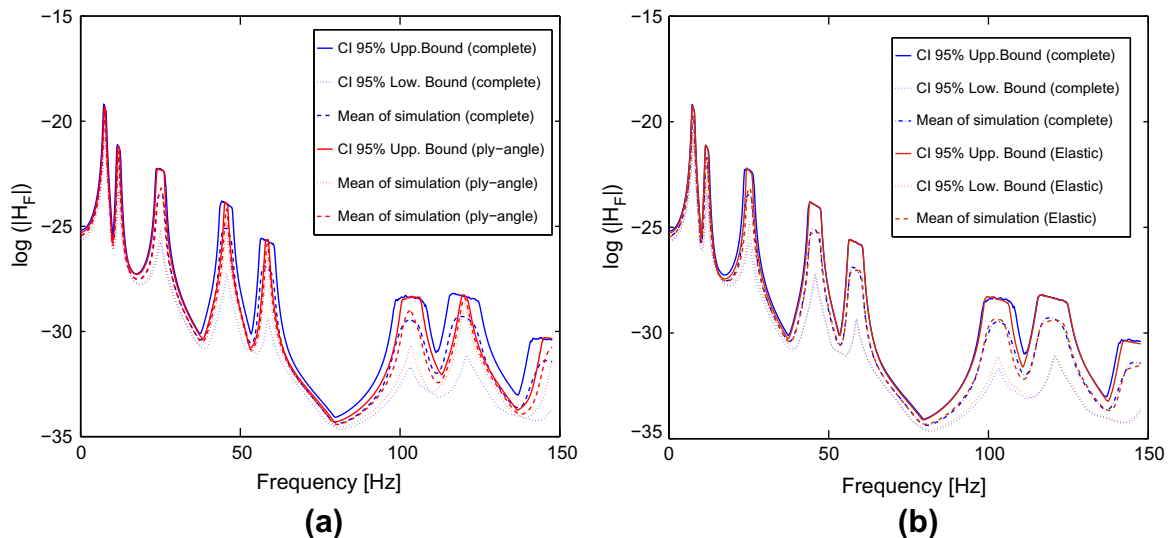 −15
−20
−25
−30
−35
log (|H_F|)
0
50
100
150
Frequency [Hz]
CI 95% Upp.Bound (complete)
CI 95% Low. Bound (complete)
Mean of simulation (complete)
CI 95% Upp. Bound (ply−angle)
Mean of simulation (ply−angle)
Mean of simulation (ply−angle)
(a)
−15
−20
−25
−30
−35
log (|H_F|)
0
50
100
150
Frequency [Hz]
CI 95% Upp.Bound (complete)
CI 95% Low. Bound (complete)
Mean of simulation (complete)
CI 95% Upp. Bound (Elastic)
CI 95% Low. Bound (Elastic)
Mean of simulation (Elastic)
(b)